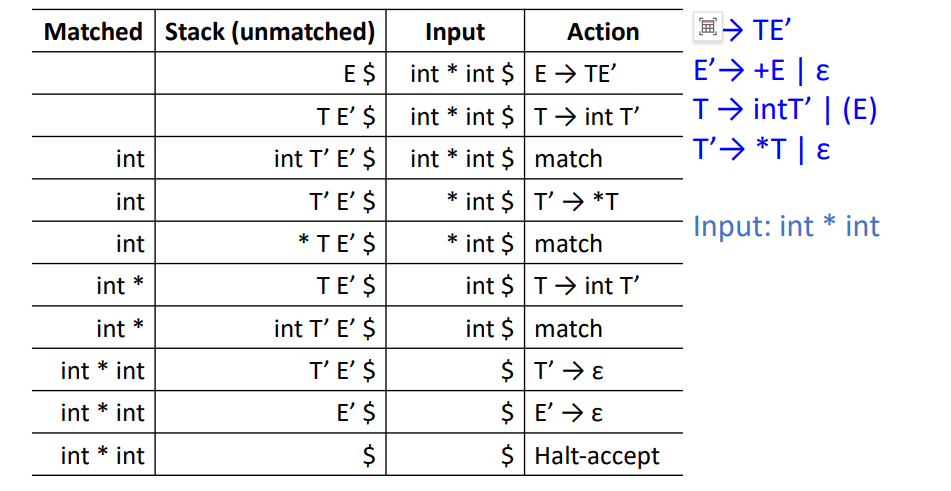 Matched Stack (unmatched) Input Action
E $ int * int $ E → TE’
T E’ $ int * int $ T → int T’
int int T’ E’ $ int * int $ match
int T’ E’ $ * int $ T’ → *T
int * T E’ $ * int $ match
int * T E’ $ int $ T → int T’
int * int T’ E’ $ int $ match
int * int T’ E’ $ $ T’ → ε
int * int E’ $ $ E’ → ε
int * int $ $ Halt-accept
→ TE’
E’→ +E | ε
T → intT’ | (E)
T’→ *T | ε
Input: int * int